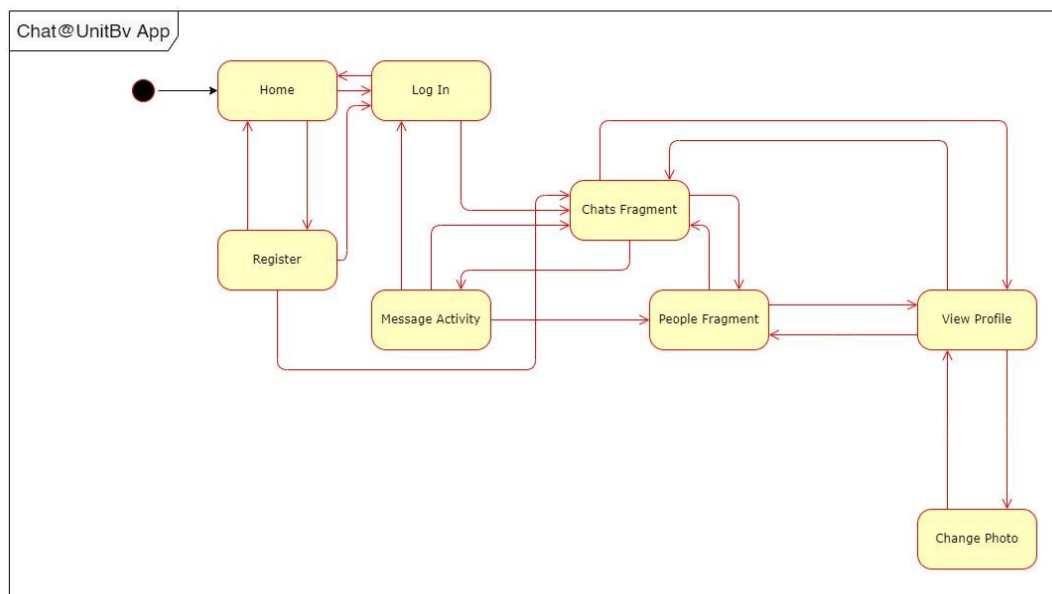 Chat@UnitBv App
Home
Log In
Chats Fragment
Register
Message Activity
People Fragment
View Profile
Change Photo